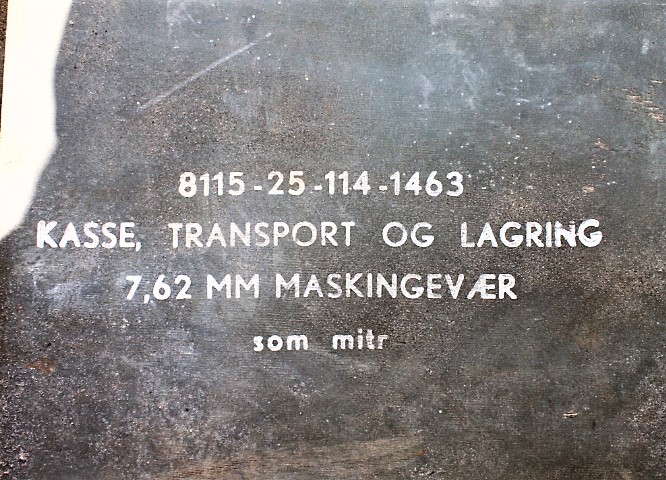 8115-25-114-1463
KASSE, TRANSPORT OG LAGRING
7,62 MM MASKINGEVÆR
som mitr